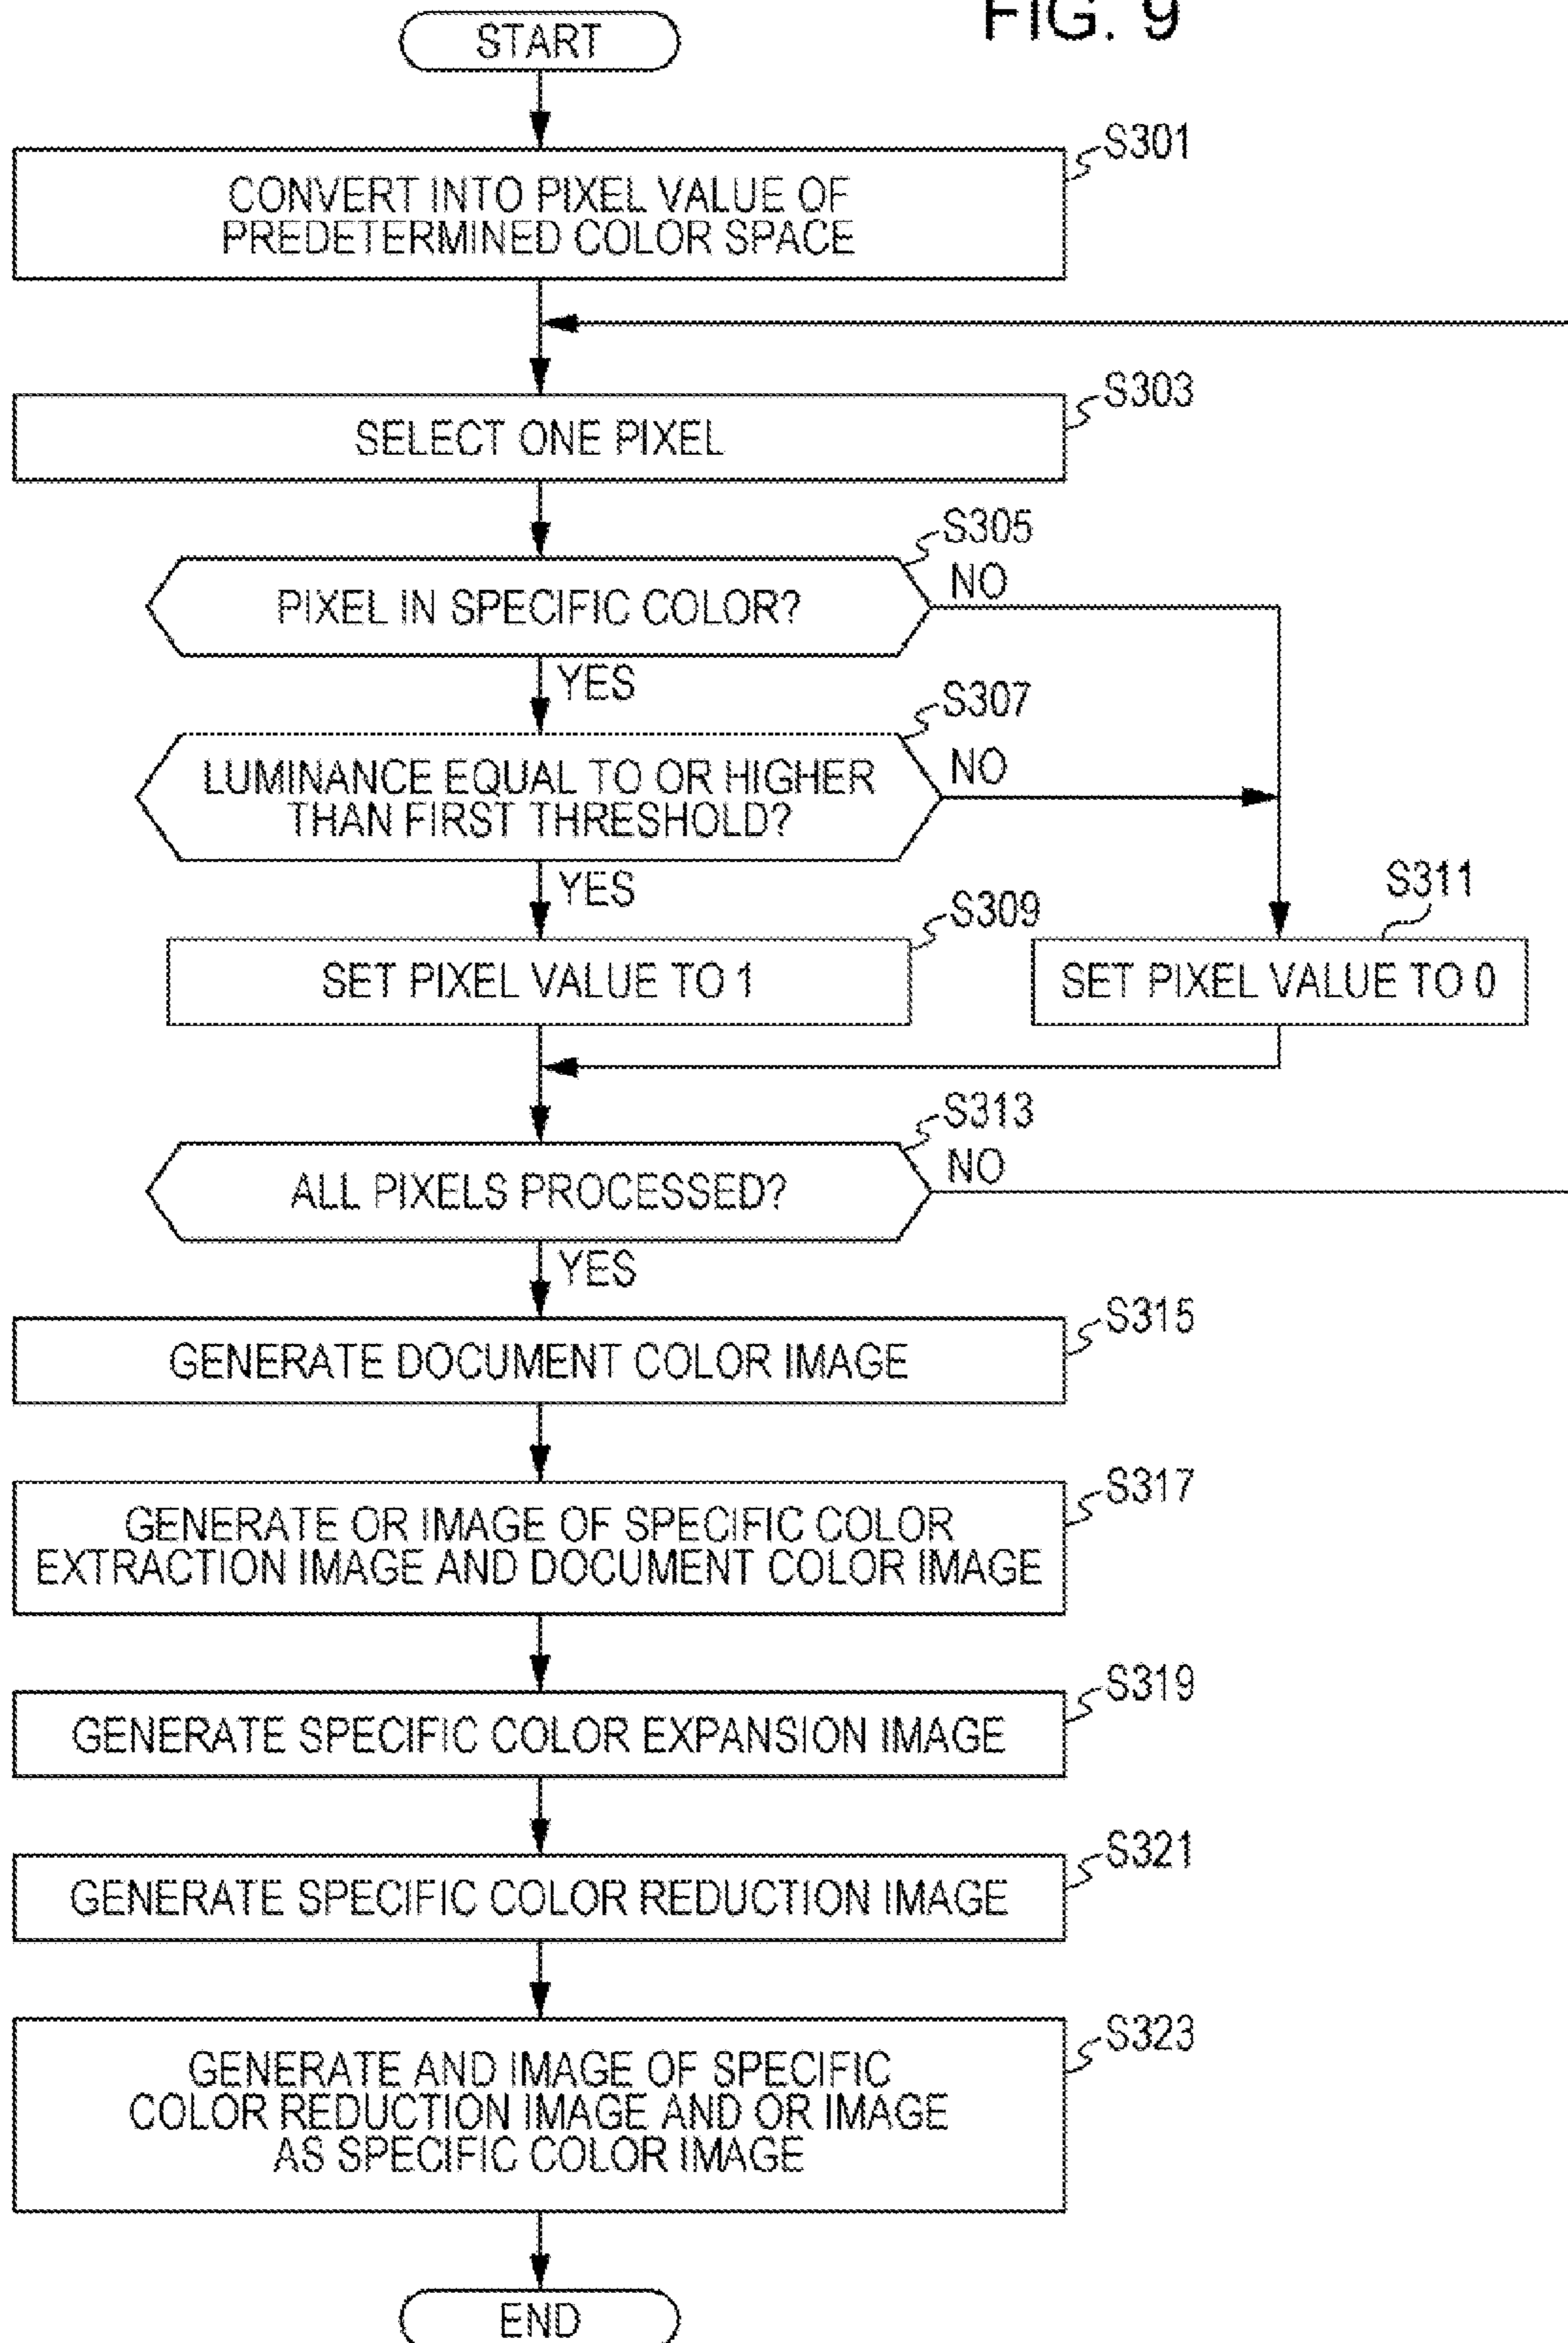 FIG. 9
START
S301
CONVERT INTO PIXEL VALUE OF
PREDETERMINED COLOR SPACE
S303
SELECT ONE PIXEL
S305
PIXEL IN SPECIFIC COLOR?
NO
YES
S307
LUMINANCE EQUAL TO OR HIGHER
THAN FIRST THRESHOLD?
NO
YES
S309
SET PIXEL VALUE TO 1
S311
SET PIXEL VALUE TO 0
S313
ALL PIXELS PROCESSED?
NO
YES
S315
GENERATE DOCUMENT COLOR IMAGE
S317
GENERATE OR IMAGE OF SPECIFIC COLOR
EXTRACTION IMAGE AND DOCUMENT COLOR IMAGE
S319
GENERATE SPECIFIC COLOR EXPANSION IMAGE
S321
GENERATE SPECIFIC COLOR REDUCTION IMAGE
S323
GENERATE AND IMAGE OF SPECIFIC
COLOR REDUCTION IMAGE AND OR IMAGE
AS SPECIFIC COLOR IMAGE
END